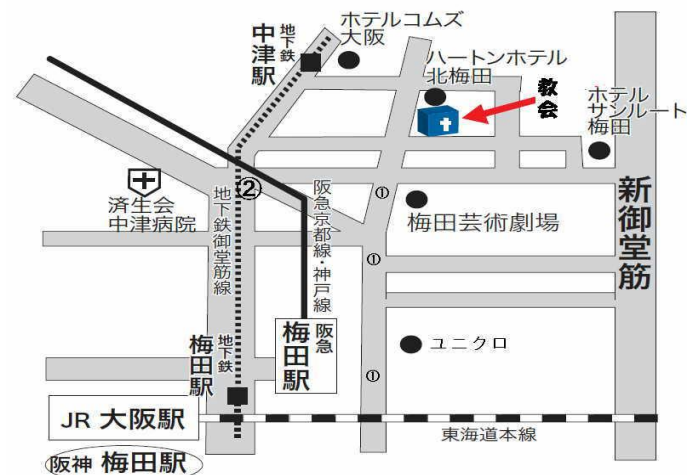 ホテルコムズ
大阪
地下鉄
中津駅
ハートンホテル
北梅田
教会
ホテル
サンルート
梅田
済生会
中津病院
②
地下鉄御堂筋線
阪急京都線・神戸線
①
梅田芸術劇場
新御堂筋
①
地下鉄
梅田駅
阪急
梅田駅
ユニクロ
①
JR 大阪駅
東海道本線
阪神 梅田駅